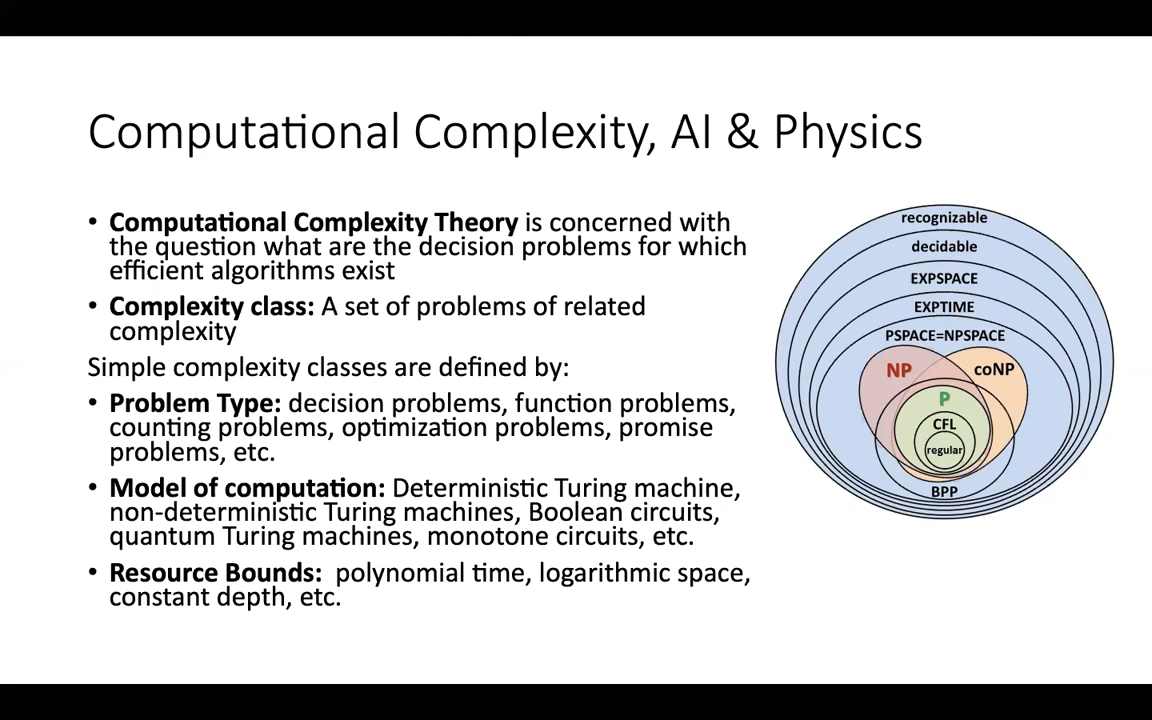 Computational Complexity, AI & Physics
• Computational Complexity Theory is concerned with
the question what are the decision problems for which
efficient algorithms exist
• Complexity class: A set of problems of related
complexity
Simple complexity classes are defined by:
• Problem Type: decision problems, function problems,
counting problems, optimization problems, promise
problems, etc.
• Model of computation: Deterministic Turing machine,
non-deterministic Turing machines, Boolean circuits,
quantum Turing machines, monotone circuits, etc.
• Resource Bounds: polynomial time, logarithmic space,
constant depth, etc.
recognizable
decidable
EXPSPACE
EXPTIME
PSPACE=NPSPACE
NP
coNP
P
CFL
regular
BPP